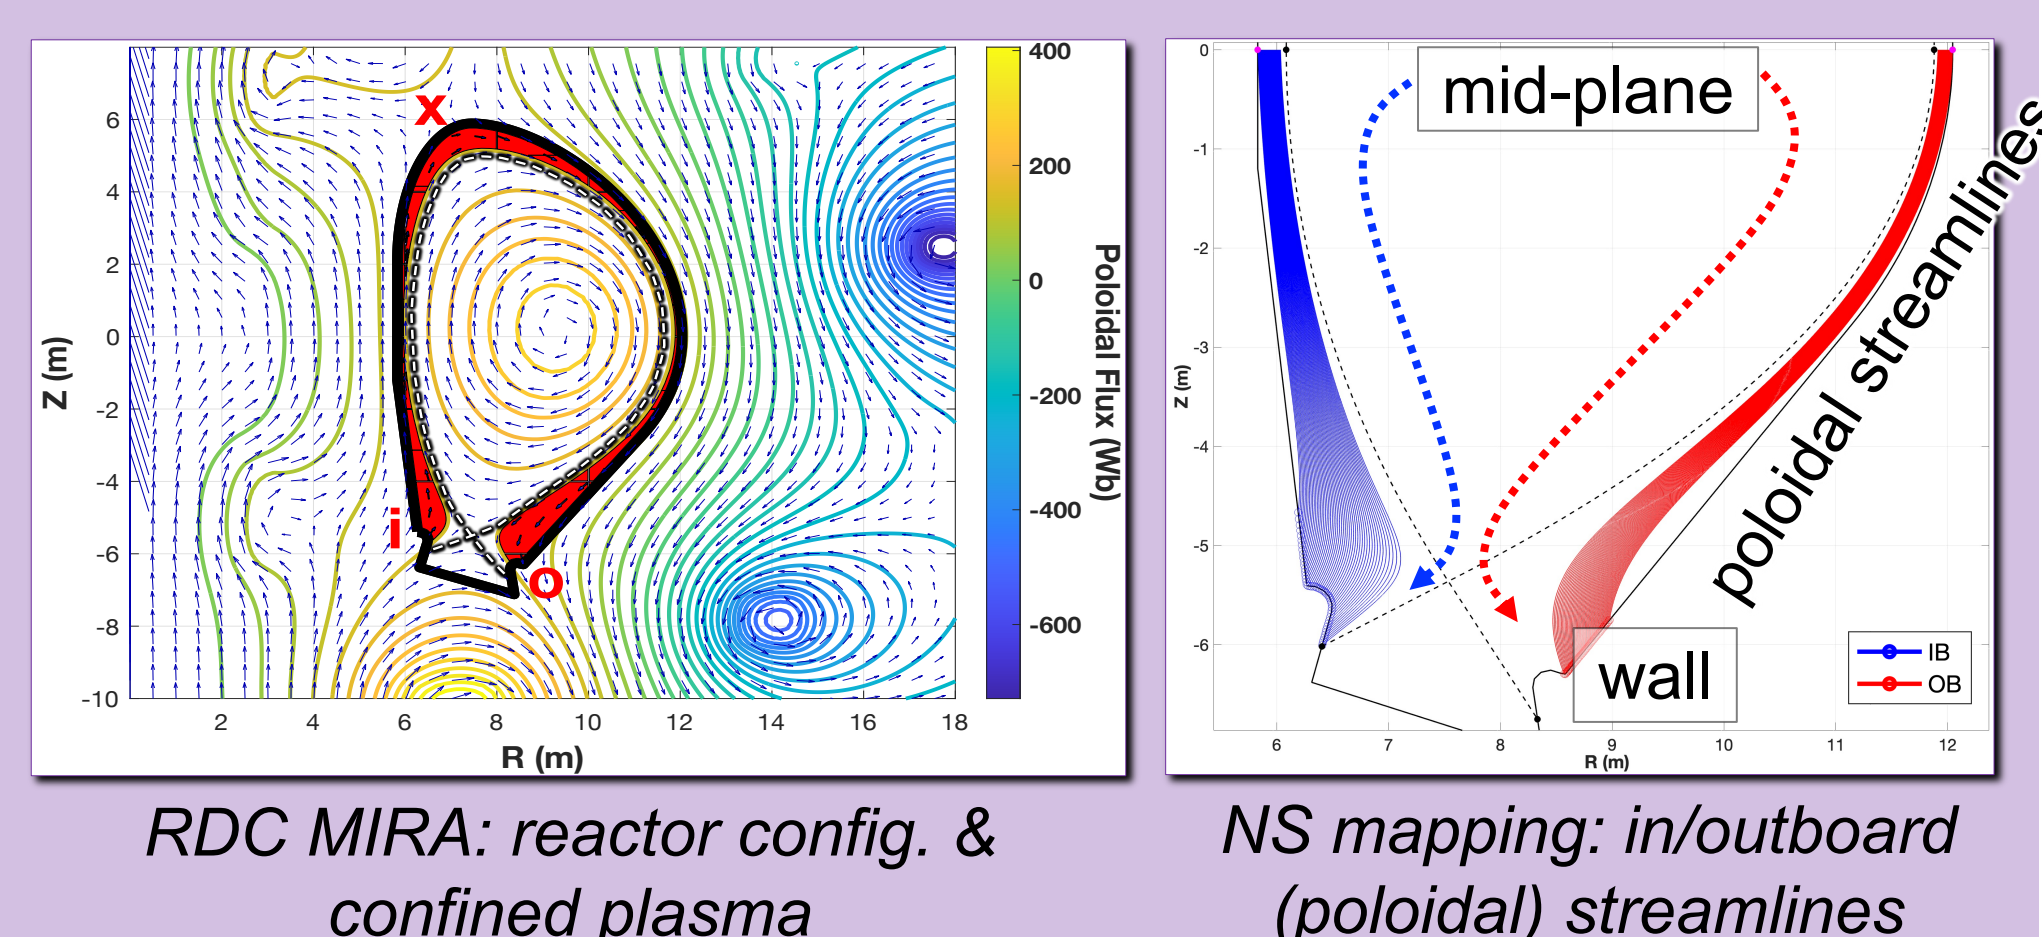 6
4
2
0
-2
-4
-6
-8
-10
Z (m)
2
4
6
8
10
12
14
16
18
R (m)
x
i
o
400
200
0
-200
-400
-600
Poloidal Flux (Wb)
RDC MIRA: reactor config. &
confined plasma
0
-1
-2
-3
-4
-5
-6
Z (m)
6
7
8
9
10
11
12
R (m)
mid-plane
poloidal streamlines
wall
IB
OB
NS mapping: in/outboard
(poloidal) streamlines